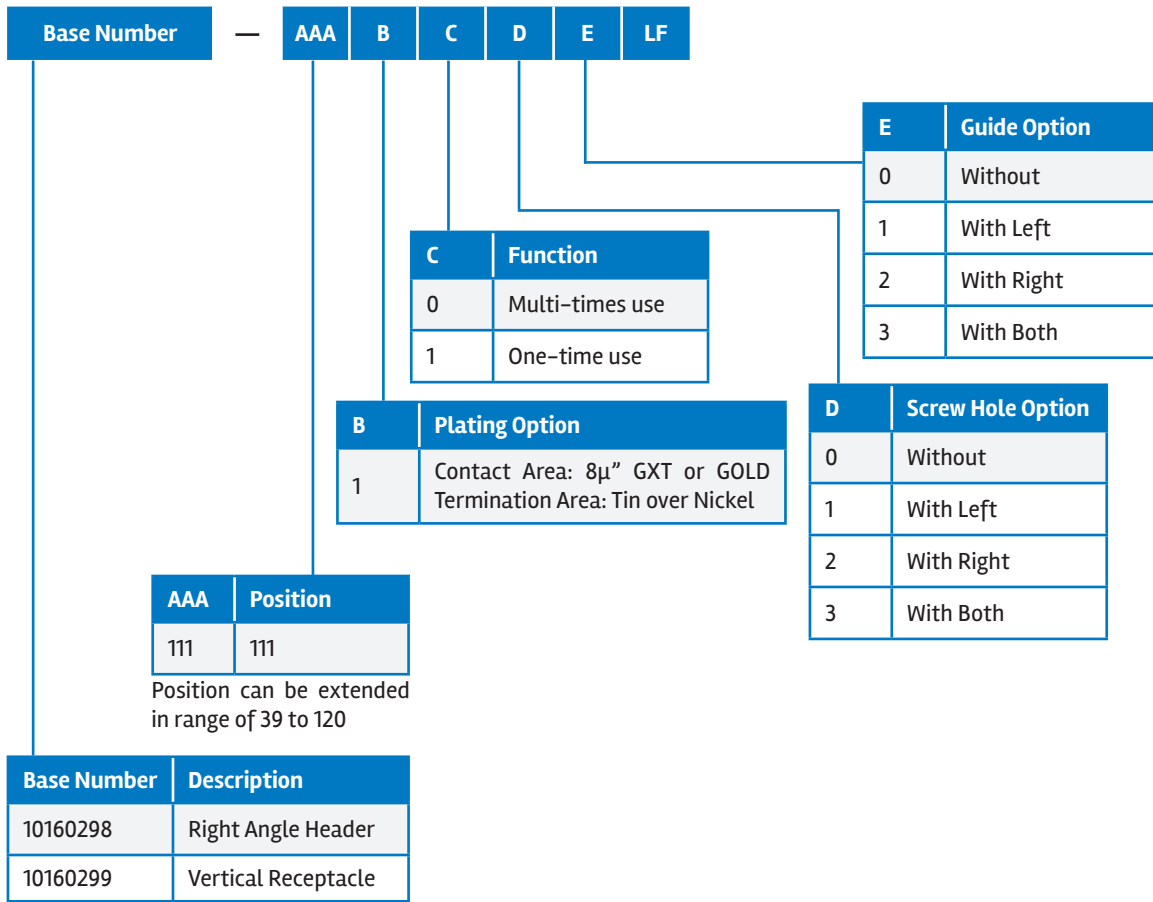 Base Number — AAA B C D E LF
E Guide Option
0 Without
1 With Left
2 With Right
3 With Both
C Function
0 Multi-times use
1 One-time use
D Screw Hole Option
0 Without
1 With Left
2 With Right
3 With Both
B Plating Option
1 Contact Area: 8µ” GXT or GOLD
Termination Area: Tin over Nickel
AAA Position
111 111
Position can be extended
in range of 39 to 120
Base Number Description
10160298 Right Angle Header
10160299 Vertical Receptacle